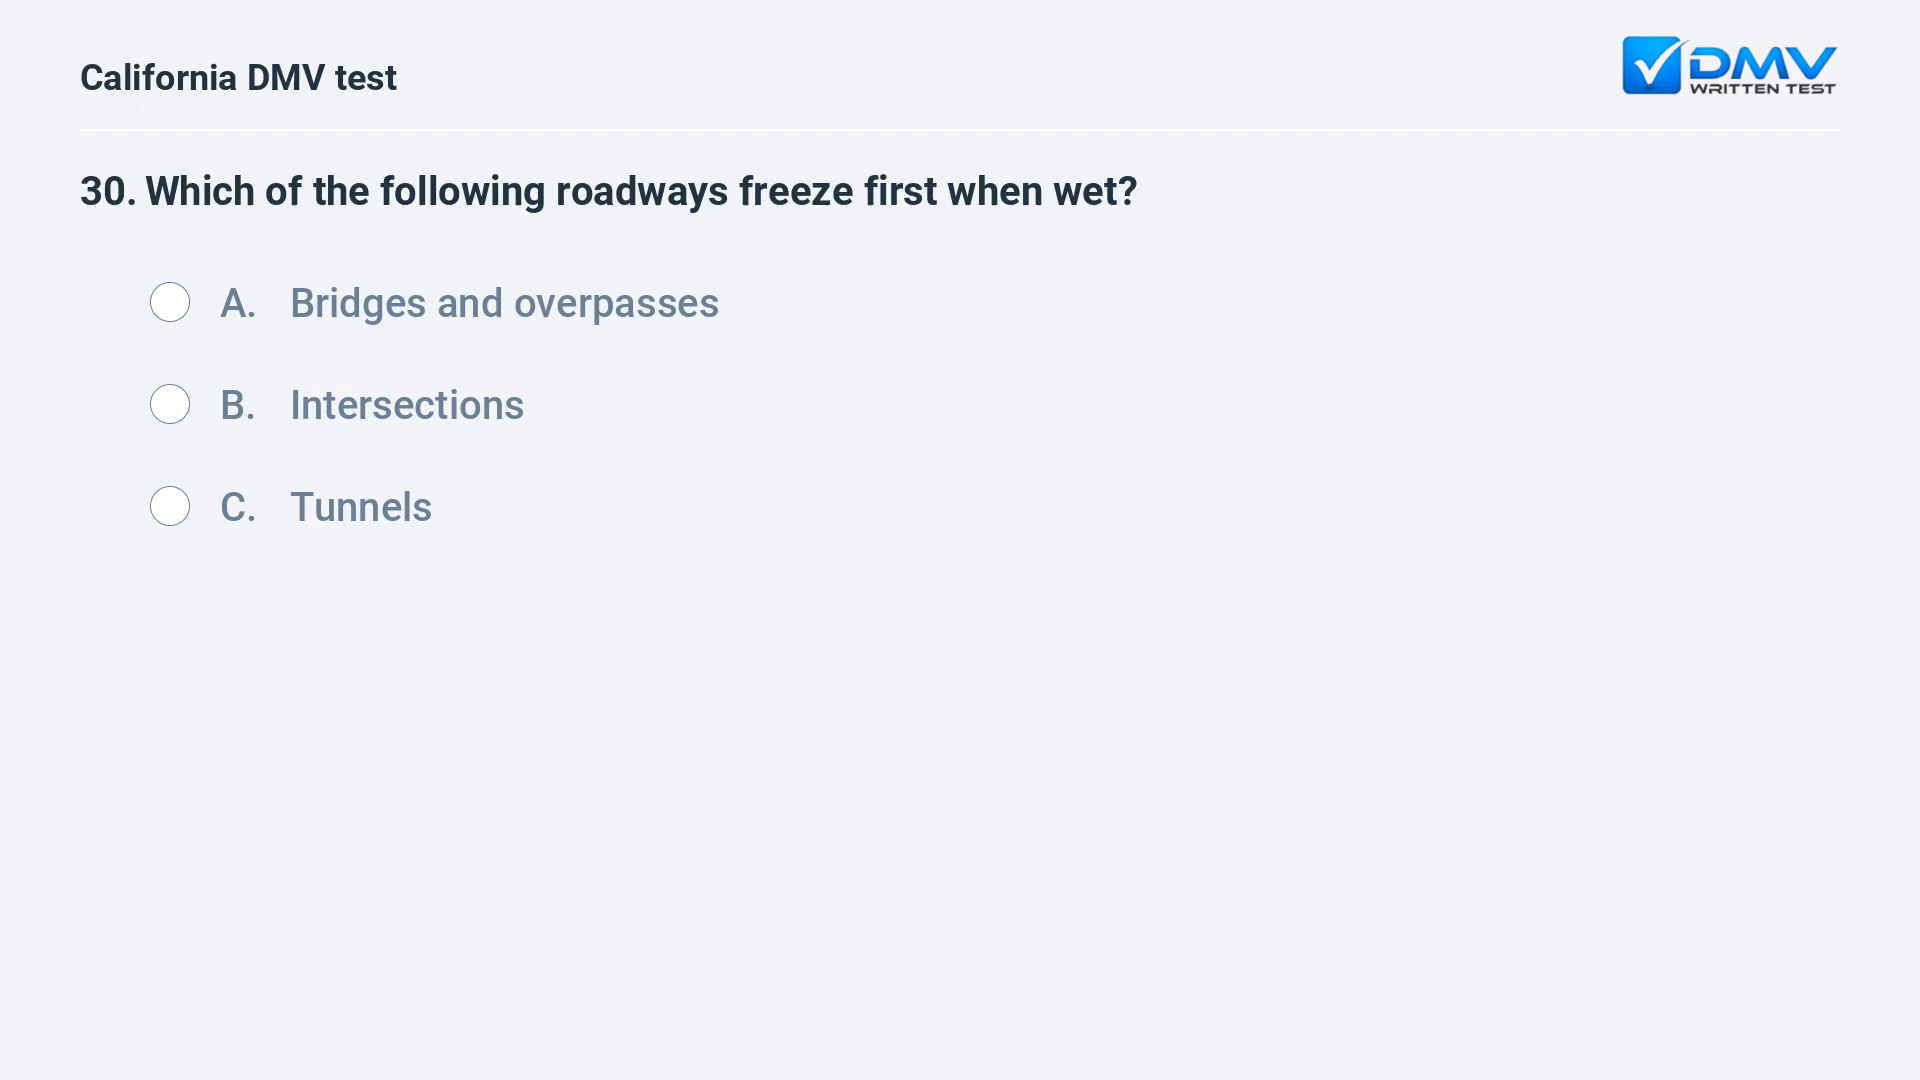 California DMV test
DMV
WRITTEN TEST
30. Which of the following roadways freeze first when wet?
A. Bridges and overpasses
B. Intersections
C. Tunnels